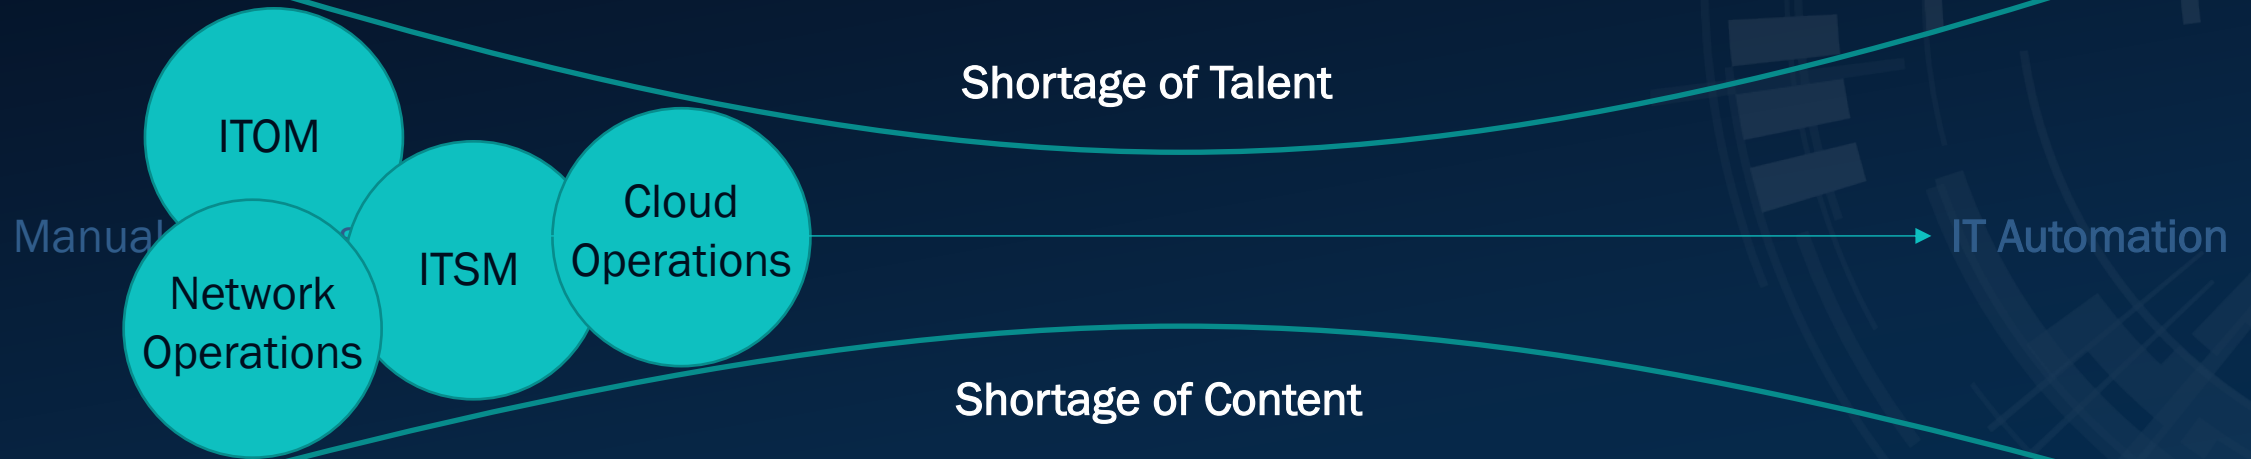 Shortage of Talent
ITOM
Cloud
Operations
Manual
ITSM
IT Automation
Network
Operations
Shortage of Content